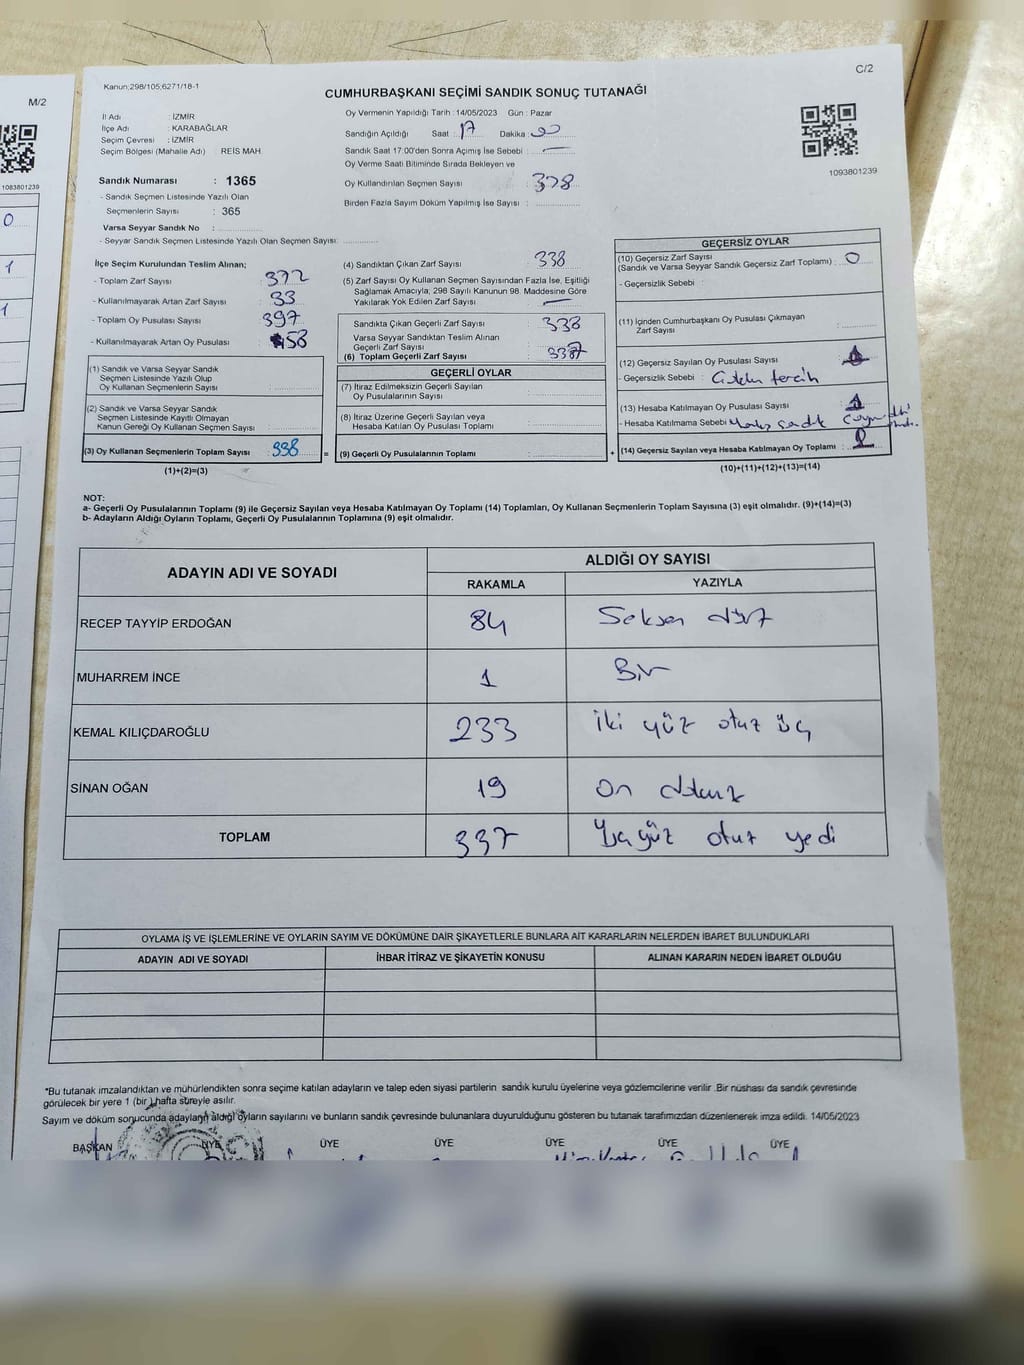 M/2
1083801239
0
1
1
C/2
Kanun;298/105;6271/18-1
CUMHURBAŞKANI SEÇİMİ SANDIK SONUÇ TUTANAĞI
İl Adı : İZMİR
İlçe Adı : KARABAĞLAR
Seçim Çevresi : İZMİR
Seçim Bölgesi (Mahalle Adı) : REİS MAH.
Sandık Numarası : 1365
- Sandık Seçmen Listesinde Yazılı Olan
Seçmenlerin Sayısı : 365
Varsa Seyyar Sandık No :
- Seyyar Sandık Seçmen Listesinde Yazılı Olan Seçmen Sayısı:
Oy Vermenin Yapıldığı Tarih : 14/05/2023 Gün : Pazar
Sandığın Açıldığı Saat : 17 Dakika : 00
Sandık Saat 17:00'den Sonra Açılmış İse Sebebi : —
Oy Verme Saati Bitiminde Sırada Bekleyen ve
Oy Kullandırılan Seçmen Sayısı : 338
Birden Fazla Sayım Döküm Yapılmış İse Sayısı :
1093801239
İlçe Seçim Kurulundan Teslim Alınan;
- Toplam Zarf Sayısı : 372
- Kullanılmayarak Artan Zarf Sayısı : 33
- Toplam Oy Pusulası Sayısı : 397
- Kullanılmayarak Artan Oy Pusulası : 58
(4) Sandıktan Çıkan Zarf Sayısı : 338
(5) Zarf Sayısı Oy Kullanan Seçmen Sayısından Fazla İse, Eşitliği
Sağlamak Amacıyla; 298 Sayılı Kanunun 98. Maddesine Göre
Yakılarak Yok Edilen Zarf Sayısı : —
Sandıkta Çıkan Geçerli Zarf Sayısı : 338
Varsa Seyyar Sandıktan Teslim Alınan
Geçerli Zarf Sayısı
(6) Toplam Geçerli Zarf Sayısı
GEÇERSİZ OYLAR
(10) Geçersiz Zarf Sayısı
(Sandık ve Varsa Seyyar Sandık Geçersiz Zarf Toplamı) : 0
- Geçersizlik Sebebi :
(11) İçinden Cumhurbaşkanı Oy Pusulası Çıkmayan
Zarf Sayısı :
(12) Geçersiz Sayılan Oy Pusulası Sayısı : 1
- Geçersizlik Sebebi : tercih
(13) Hesaba Katılmayan Oy Pusulası Sayısı : 1
- Hesaba Katılmama Sebebi sandık
(14) Geçersiz Sayılan veya Hesaba Katılmayan Oy Toplamı :
(10)+(11)+(12)+(13)=(14)
(1) Sandık ve Varsa Seyyar Sandık
Seçmen Listesinde Yazılı Olup
Oy Kullanan Seçmenlerin Sayısı :
(2) Sandık ve Varsa Seyyar Sandık
Seçmen Listesinde Kayıtlı Olmayan
Kanun Gereği Oy Kullanan Seçmen Sayısı :
(3) Oy Kullanan Seçmenlerin Toplam Sayısı : 338
(1)+(2)=(3)
=
GEÇERLİ OYLAR
(7) İtiraz Edilmeksizin Geçerli Sayılan
Oy Pusulalarının Sayısı :
(8) İtiraz Üzerine Geçerli Sayılan veya
Hesaba Katılan Oy Pusulası Toplamı :
(9) Geçerli Oy Pusulalarının Toplamı :
+
NOT:
a- Geçerli Oy Pusulalarının Toplamı (9) ile Geçersiz Sayılan veya Hesaba Katılmayan Oy Toplamı (14) Toplamları, Oy Kullanan Seçmenlerin Toplam Sayısına (3) eşit olmalıdır. (9)+(14)=(3)
b- Adayların Aldığı Oyların Toplamı, Geçerli Oy Pusulalarının Toplamına (9) eşit olmalıdır.
ADAYIN ADI VE SOYADI
ALDIĞI OY SAYISI
RAKAMLA YAZIYLA
RECEP TAYYİP ERDOĞAN 84 Seksen dört
MUHARREM İNCE 1 Bir
KEMAL KILIÇDAROĞLU 233 iki yüz otuz üç
SİNAN OĞAN 19 on dokuz
TOPLAM 337 üçyüz otuz yedi
OYLAMA İŞ VE İŞLEMLERİNE VE OYLARIN SAYIM VE DÖKÜMÜNE DAİR ŞİKAYETLERLE BUNLARA AİT KARARLARIN NELERDEN İBARET BULUNDUKLARI
ADAYIN ADI VE SOYADI İHBAR İTİRAZ VE ŞİKAYETİN KONUSU ALINAN KARARIN NEDEN İBARET OLDUĞU
*Bu tutanak imzalandıktan ve mühürlendikten sonra seçime katılan adayların ve talep eden siyasi partilerin sandık kurulu üyelerine veya gözlemcilerine verilir .Bir nüshası da sandık çevresinde
görülecek bir yere 1 (bir ) hafta süreyle asılır.
Sayım ve döküm sonucunda adayların aldığı oyların sayılarını ve bunların sandık çevresinde bulunanlara duyurulduğunu gösteren bu tutanak tarafımızdan düzenlenerek imza edildi. 14/05/2023
BAŞKAN ÜYE ÜYE ÜYE ÜYE ÜYE ÜYE